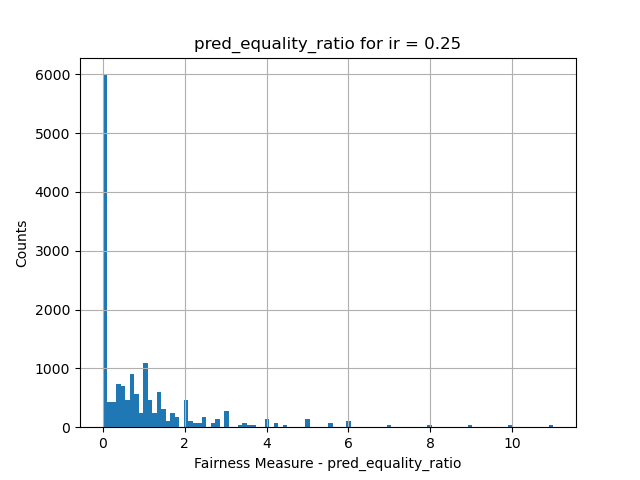 pred_equality_ratio for ir = 0.25
6000
5000
4000
3000
2000
1000
0
Counts
0 2 4 6 8 10
Fairness Measure - pred_equality_ratio